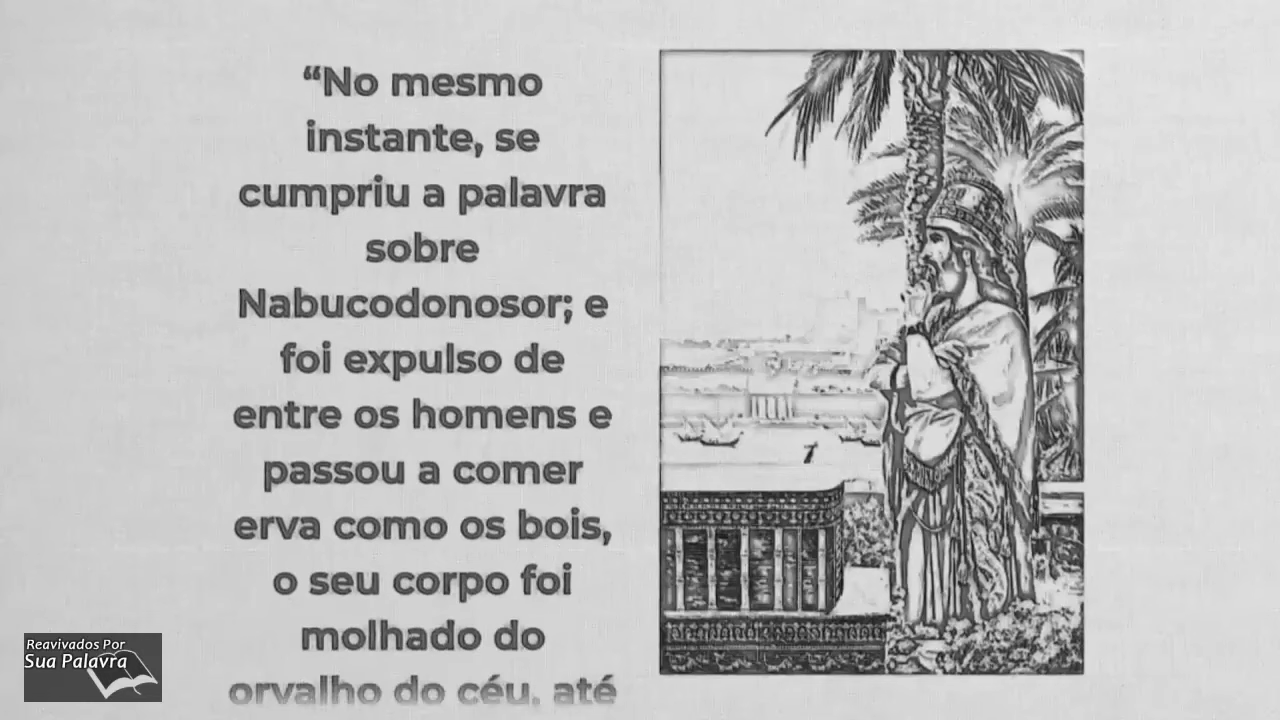 “No mesmo
instante, se
cumpriu a palavra
sobre
Nabucodonosor; e
foi expulso de
entre os homens e
passou a comer
erva como os bois,
o seu corpo foi
molhado do
orvalho do céu, até
Reavivados Por
Sua Palavra